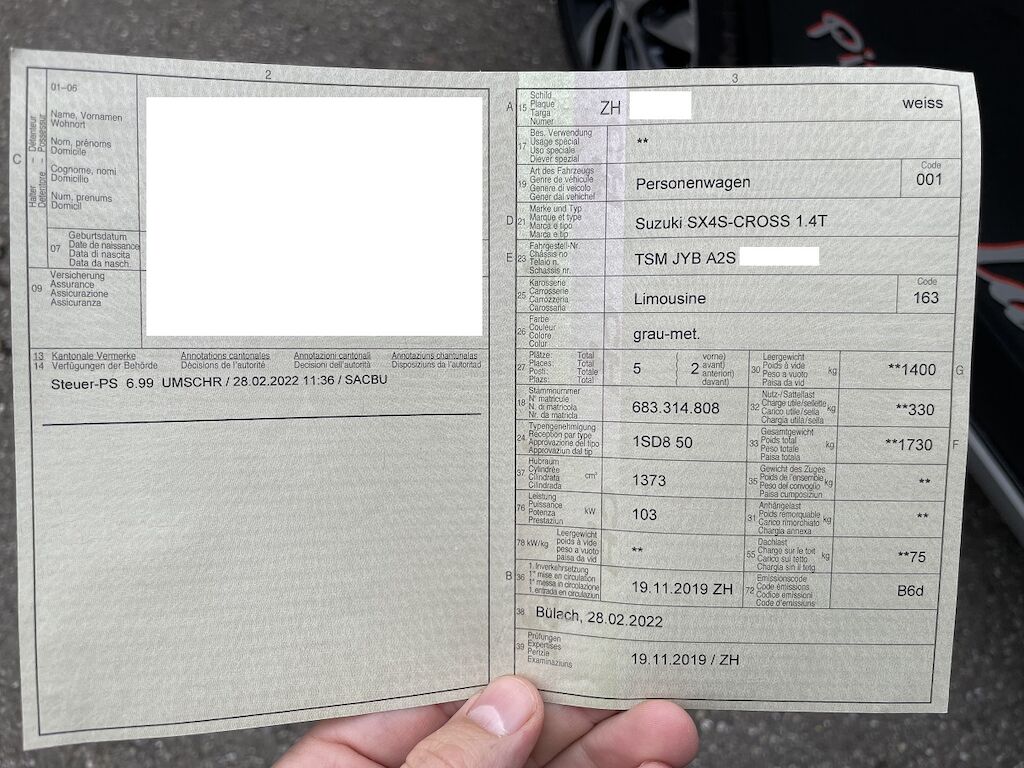 2
01-06
Name, Vornamen
Wohnort
Nom, prénoms
Domicile
Cognome, nomi
Domicilio
Num, prenums
Domicil
C
Halter – Détenteur
Detentore – Possessur
07
Geburtsdatum
Date de naissance
Data di nascita
Data da nasch.
09
Versicherung
Assurance
Assicurazione
Assicuranza
13 Kantonale Vermerke Annotations cantonales Annotazioni cantonali Annotaziuns chantunalas
14 Verfügungen der Behörde Décisions de l'autorité Decisioni dell'autorità Disposiziuns da l'autoritad
Steuer-PS 6.99 UMSCHR / 28.02.2022 11:36 / SACBU
3
A 15
Schild
Plaque
Targa
Numer
ZH
weiss
17
Bes. Verwendung
Usage spécial
Uso speciale
Diever spezial
**
19
Art des Fahrzeugs
Genre de véhicule
Genere di veicolo
Gener dal vehichel
Personenwagen
Code
001
D 21
Marke und Typ
Marque et type
Marca e tipo
Marca e tip
Suzuki SX4S-CROSS 1.4T
E 23
Fahrgestell-Nr.
Châssis no
Telaio n.
Schassis nr.
TSM JYB A2S
25
Karosserie
Carrosserie
Carrozzeria
Carossaria
Limousine
Code
163
26
Farbe
Couleur
Colore
Colur
grau-met.
27
Plätze: Total
Places: Total
Posti: Totale
Plazs: Total
5
2
vorne)
avant)
anteriori)
davant)
30
Leergewicht
Poids à vide
Peso a vuoto
Paisa da vid
kg
**1400
G
18
Stammnummer
N° matricule
N. di matricola
Nr. da matricla
683.314.808
32
Nutz-/Sattellast
Charge utile/sellette
Carico utile/sella
Chargia utila/sella
kg
**330
24
Typengenehmigung
Réception par type
Approvazione del tipo
Approvaziun dal tip
1SD8 50
33
Gesamtgewicht
Poids total
Peso totale
Paisa totala
kg
**1730
F
37
Hubraum
Cylindrée
Cilindrata
Cilindrada
cm³
1373
35
Gewicht des Zuges
Poids de l'ensemble
Peso del convoglio
Paisa cumposiziun
kg
**
76
Leistung
Puissance
Potenza
Prestaziun
kW
103
31
Anhängelast
Poids remorquable
Carico rimorchiato
Chargia annexa
kg
**
78 kW/kg
Leergewicht
poids à vide
peso a vuoto
paisa da vid
**
55
Dachlast
Charge sur le toit
Carico sul tetto
Chargia sin il tetg
kg
**75
B 36
1. Inverkehrsetzung
1re mise en circulation
1a messa in circolazione
1. entrada en circulaziun
19.11.2019 ZH
72
Emissionscode
Code émissions
Codice emissioni
Code d'emissiuns
B6d
38
Bülach, 28.02.2022
39
Prüfungen
Expertises
Perizie
Examinaziuns
19.11.2019 / ZH